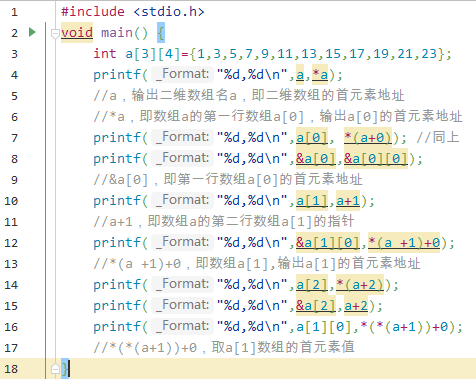 1 #include <stdio.h>
2 void main() {
3 int a[3][4]={1,3,5,7,9,11,13,15,17,19,21,23};
4 printf( _Format: "%d,%d\n",a,*a);
5 //a，输出二维数组名a，即二维数组的首元素地址
6 //*a，即数组a的第一行数组a[0]，输出a[0]的首元素地址
7 printf( _Format: "%d,%d\n",a[0], *(a+0)); //同上
8 printf( _Format: "%d,%d\n",&a[0],&a[0][0]);
9 //&a[0]，即第一行数组a[0]的首元素地址
10 printf( _Format: "%d,%d\n",a[1],a+1);
11 //a+1，即数组a的第二行数组a[1]的指针
12 printf( _Format: "%d,%d\n",&a[1][0],*(a +1)+0);
13 //*(a +1)+0，即数组a[1],输出a[1]的首元素地址
14 printf( _Format: "%d,%d\n",a[2],*(a+2));
15 printf( _Format: "%d,%d\n",&a[2],a+2);
16 printf( _Format: "%d,%d\n",a[1][0],*(*(a+1))+0);
17 //*(*(a+1))+0，取a[1]数组的首元素值
18 }